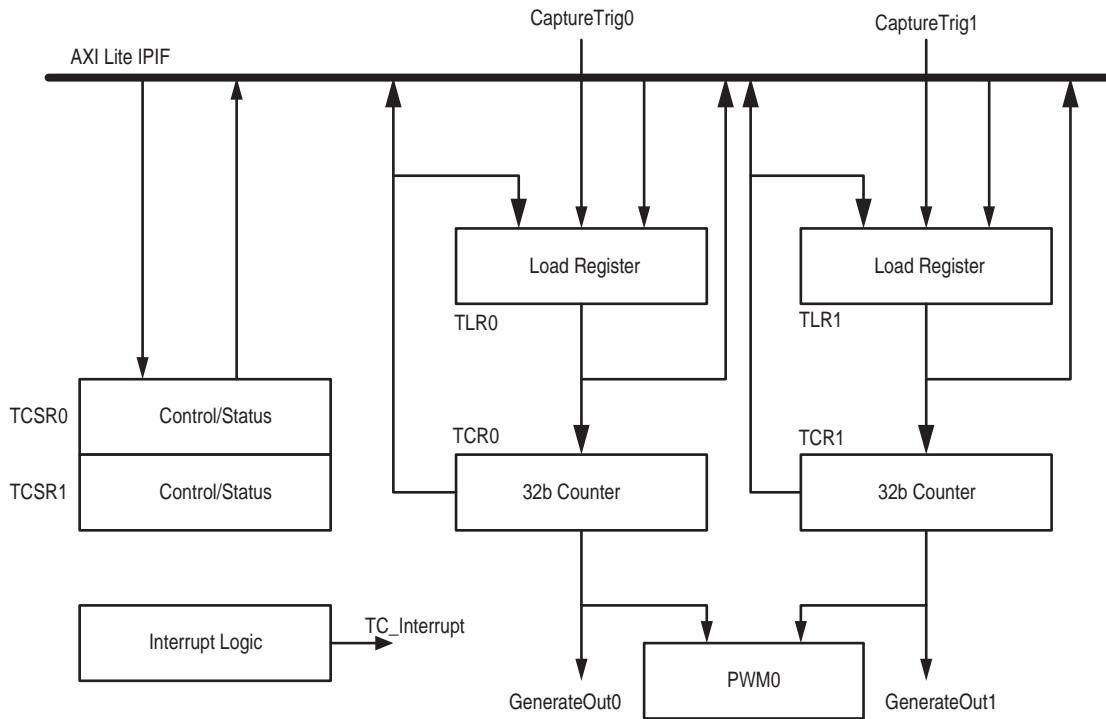 CaptureTrig0
CaptureTrig1
AXI Lite IPIF
Load Register
Load Register
TLR0
TLR1
TCSR0
Control/Status
TCR0
TCR1
TCSR1
Control/Status
32b Counter
32b Counter
Interrupt Logic
TC_Interrupt
PWM0
GenerateOut0
GenerateOut1